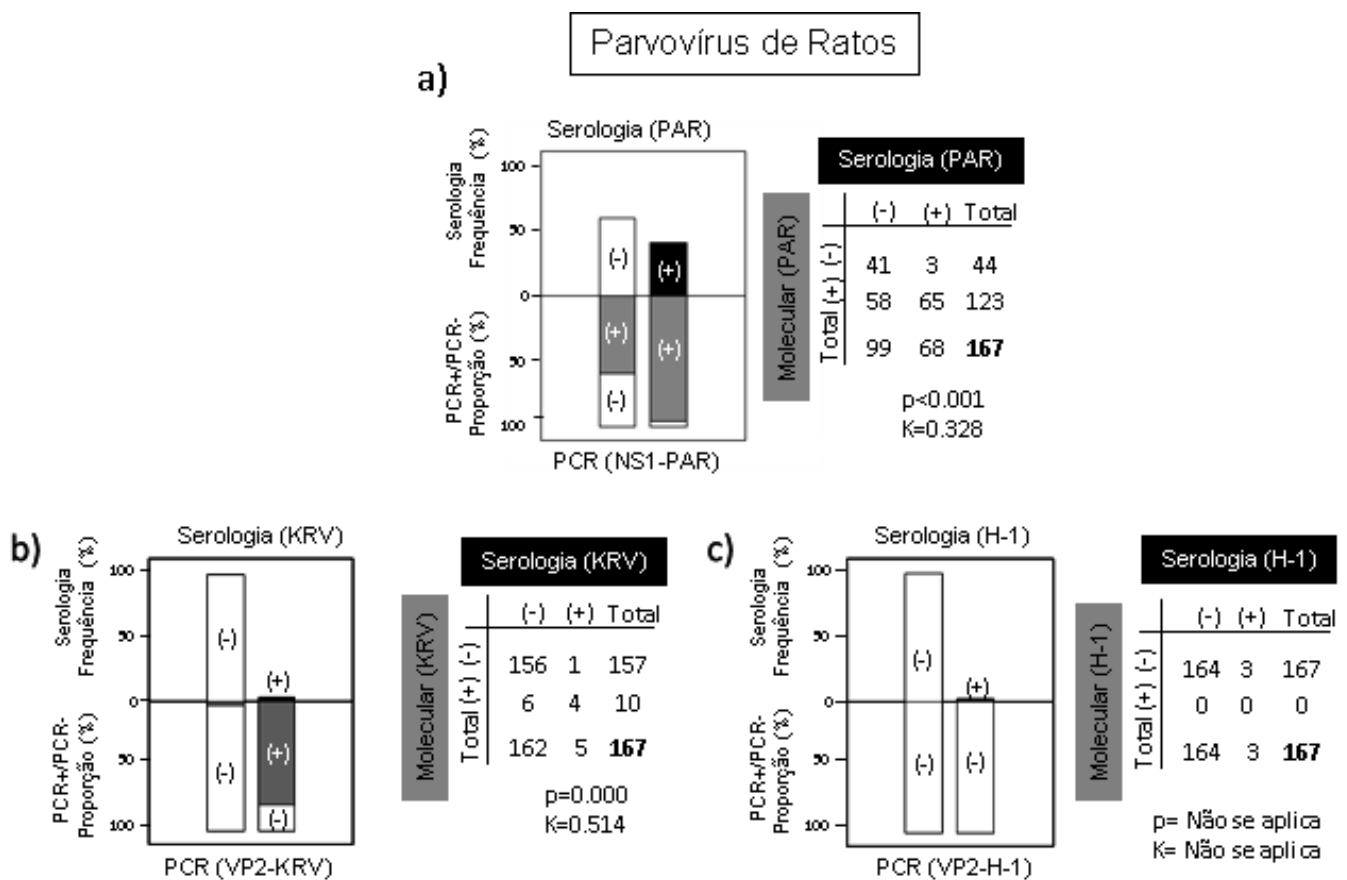 Parvovírus de Ratos
a)
Serologia (PAR)
Serologia
Frequência (%)
PCR+/PCR-
Proporção (%)
100
50
0
50
100
(-)
(+)
(+)
(+)
(-)
PCR (NS1-PAR)
Serologia (PAR)
Molecular (PAR)
(-) (+) Total
(-) 41 3 44
(+) 58 65 123
Total 99 68 167
p<0.001
K=0.328
b)
Serologia (KRV)
Serologia
Frequência (%)
PCR+/PCR-
Proporção (%)
100
50
0
50
100
(-)
(+)
(-)
(+)
(-)
PCR (VP2-KRV)
Serologia (KRV)
Molecular (KRV)
(-) (+) Total
(-) 156 1 157
(+) 6 4 10
Total 162 5 167
p=0.000
K=0.514
c)
Serologia (H-1)
Serologia
Frequência (%)
PCR+/PCR-
Proporção (%)
100
50
0
50
100
(-)
(+)
(-)
(-)
PCR (VP2-H-1)
Serologia (H-1)
Molecular (H-1)
(-) (+) Total
(-) 164 3 167
(+) 0 0 0
Total 164 3 167
p= Não se aplica
K= Não se aplica